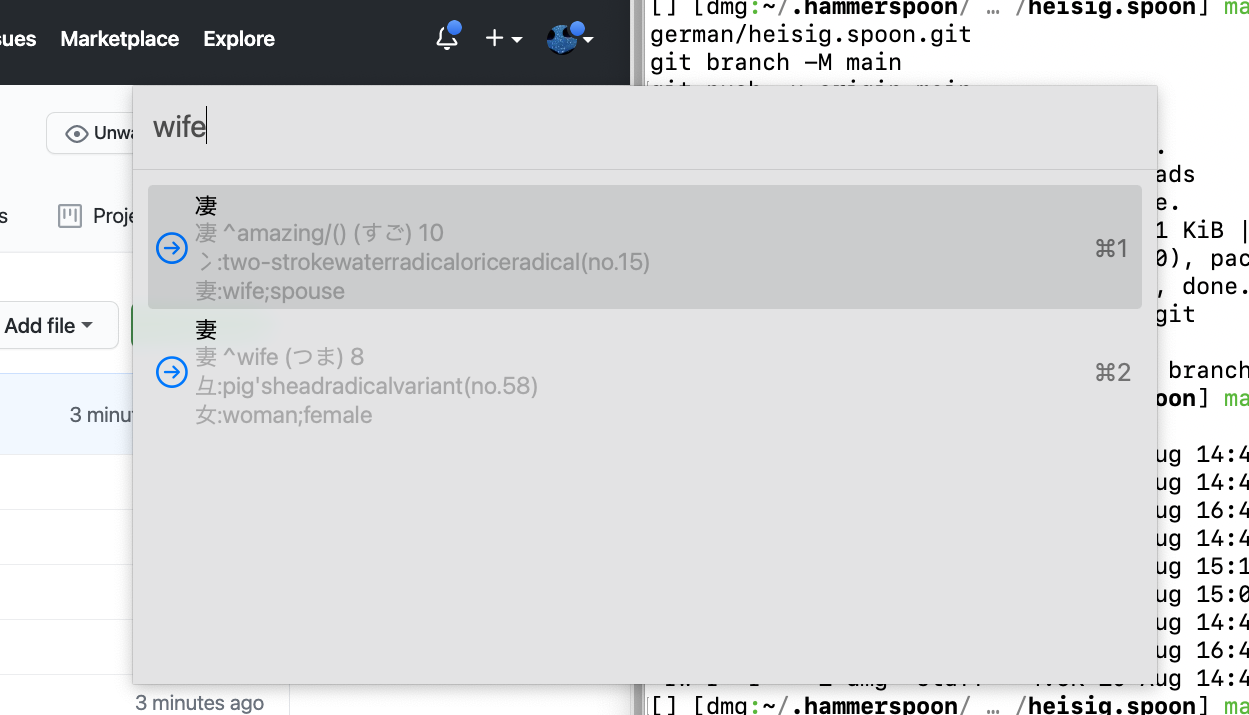 sues Marketplace Explore
Unwa
s Proje
Add file
3 minu
3 minutes ago
wife
凄
凄 ^amazing/() (すご) 10
冫:two-strokewaterradicaloriceradical(no.15)
妻:wife;spouse
⌘1
妻
妻 ^wife (つま) 8
彑:pig'sheadradicalvariant(no.58)
女:woman;female
⌘2
[] [dmg:~/.hammerspoon/ … /heisig.spoon] ma
german/heisig.spoon.git
git branch -M main
.
ads
e.
1 KiB |
0), pac
, done.
git
branch
poon] ma
ug 14:4
ug 14:4
ug 16:4
ug 14:4
ug 15:1
ug 15:0
ug 14:4
ug 16:4
Aug 14:4
[] [dmg:~/.hammerspoon/ … /heisig.spoon] ma